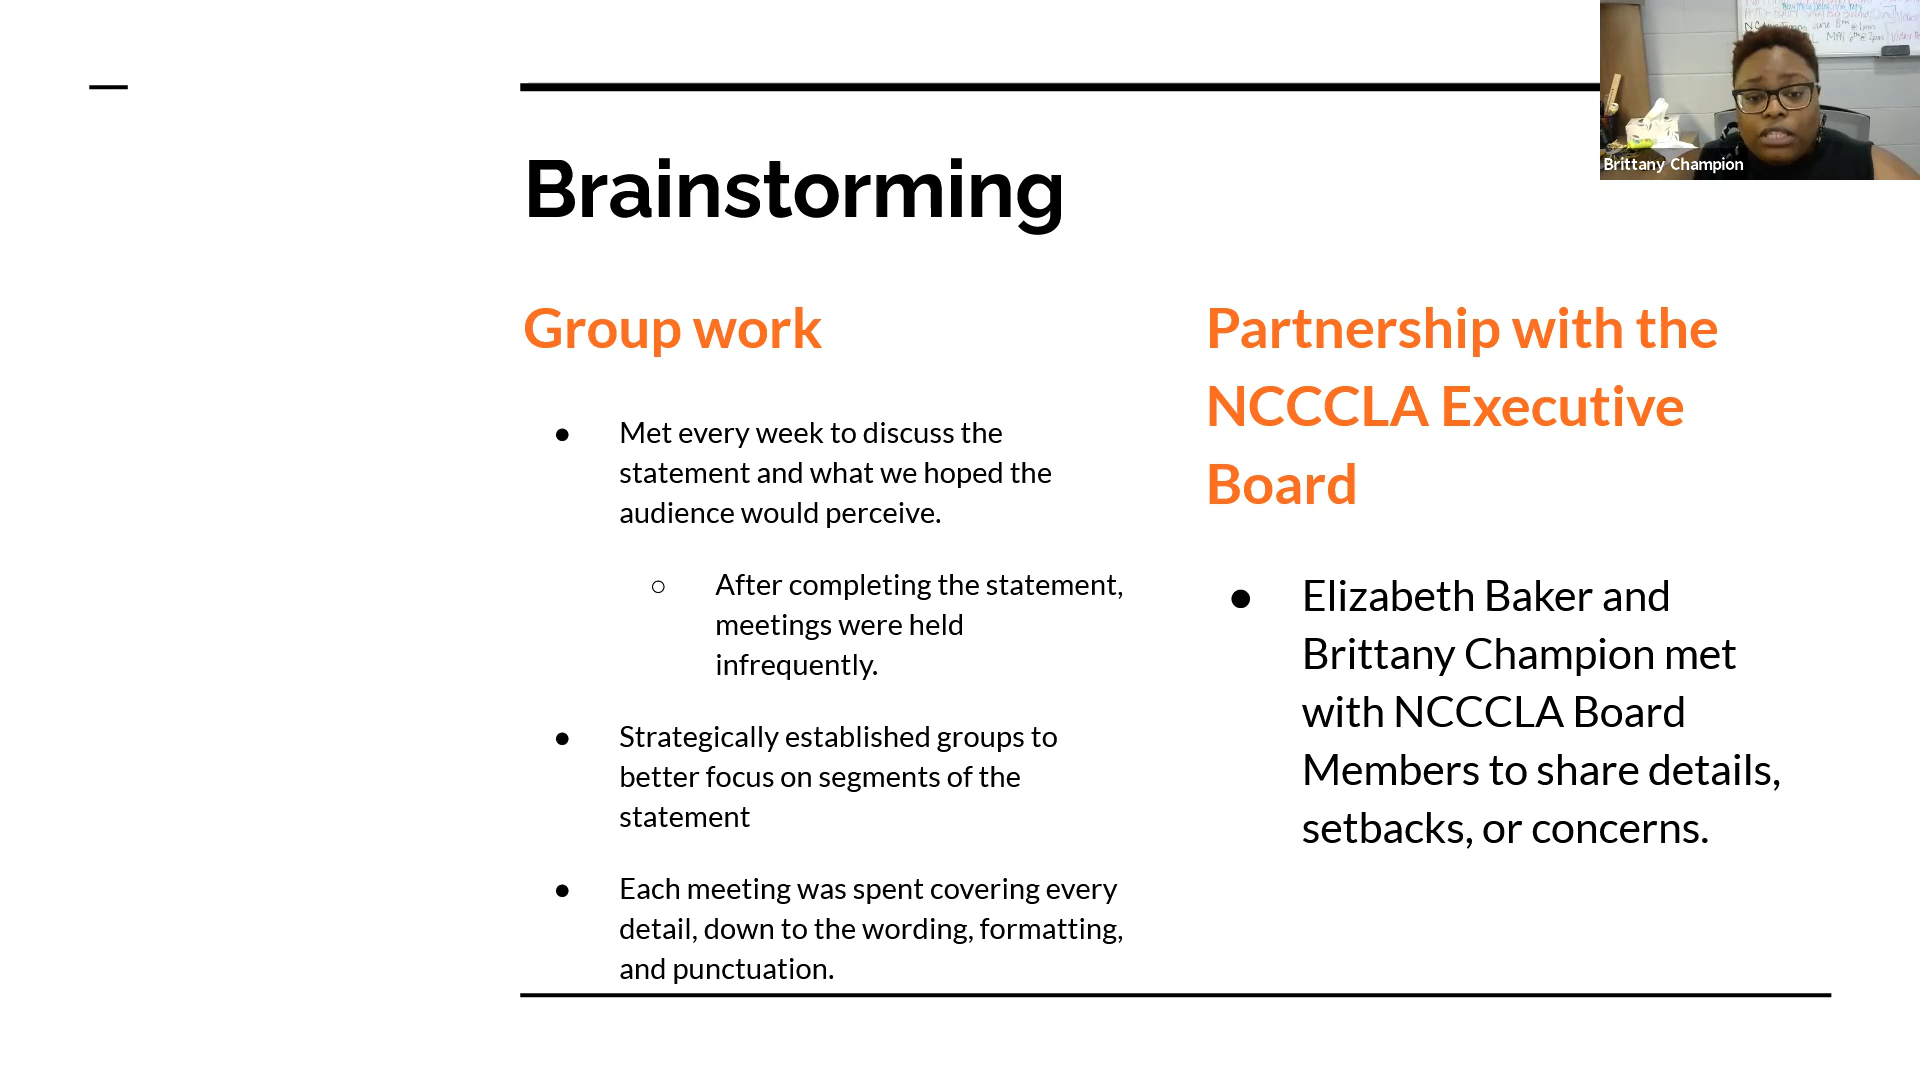 Brainstorming
Group work
Met every week to discuss the
statement and what we hoped the
audience would perceive.
After completing the statement,
meetings were held
infrequently.
Strategically established groups to
better focus on segments of the
statement
Each meeting was spent covering every
detail, down to the wording, formatting,
and punctuation.
Partnership with the
NCCCLA Executive
Board
Elizabeth Baker and
Brittany Champion met
with NCCCLA Board
Members to share details,
setbacks, or concerns.
Brittany Champion